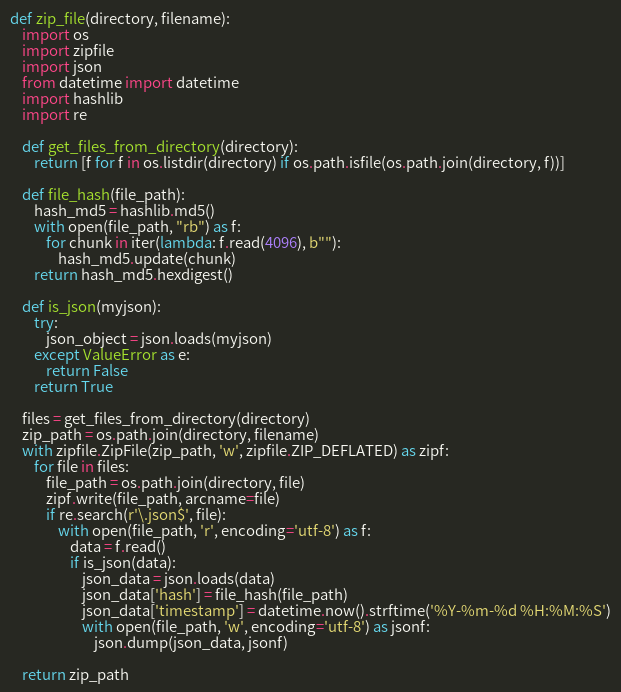 def zip_file(directory, filename):
    import os
    import zipfile
    import json
    from datetime import datetime
    import hashlib
    import re

    def get_files_from_directory(directory):
        return [f for f in os.listdir(directory) if os.path.isfile(os.path.join(directory, f))]

    def file_hash(file_path):
        hash_md5 = hashlib.md5()
        with open(file_path, "rb") as f:
            for chunk in iter(lambda: f.read(4096), b""):
                hash_md5.update(chunk)
        return hash_md5.hexdigest()

    def is_json(myjson):
        try:
            json_object = json.loads(myjson)
        except ValueError as e:
            return False
        return True

    files = get_files_from_directory(directory)
    zip_path = os.path.join(directory, filename)
    with zipfile.ZipFile(zip_path, 'w', zipfile.ZIP_DEFLATED) as zipf:
        for file in files:
            file_path = os.path.join(directory, file)
            zipf.write(file_path, arcname=file)
            if re.search(r'\.json$', file):
                with open(file_path, 'r', encoding='utf-8') as f:
                    data = f.read()
                    if is_json(data):
                        json_data = json.loads(data)
                        json_data['hash'] = file_hash(file_path)
                        json_data['timestamp'] = datetime.now().strftime('%Y-%m-%d %H:%M:%S')
                        with open(file_path, 'w', encoding='utf-8') as jsonf:
                            json.dump(json_data, jsonf)

    return zip_path